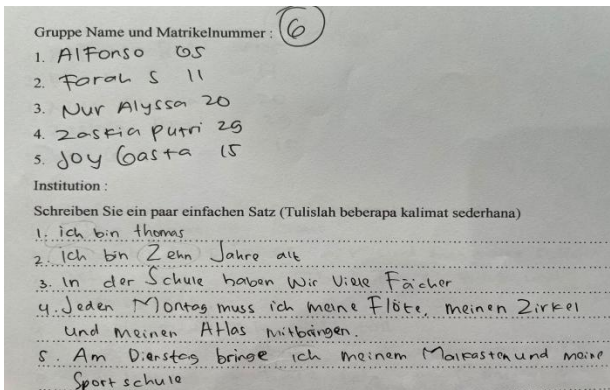 Gruppe Name und Matrikelnummer : 6
1. Alfonso 05
2. Farah S 11
3. Nur Alyssa 20
4. Zaskia Putri 29
5. Joy Gasta 15
Institution :
Schreiben Sie ein paar einfachen Satz (Tulislah beberapa kalimat sederhana)
1. ich bin thomas
2. Ich bin Zehn Jahre alt
3. In der Schule haben Wir Viele Fächer
4. Jeden Montag muss ich meine Flöte, meinen Zirkel
und meinen Atlas mitbringen.
5. Am Dierstag bringe ich meinem Malkasten und meine
Sport schule